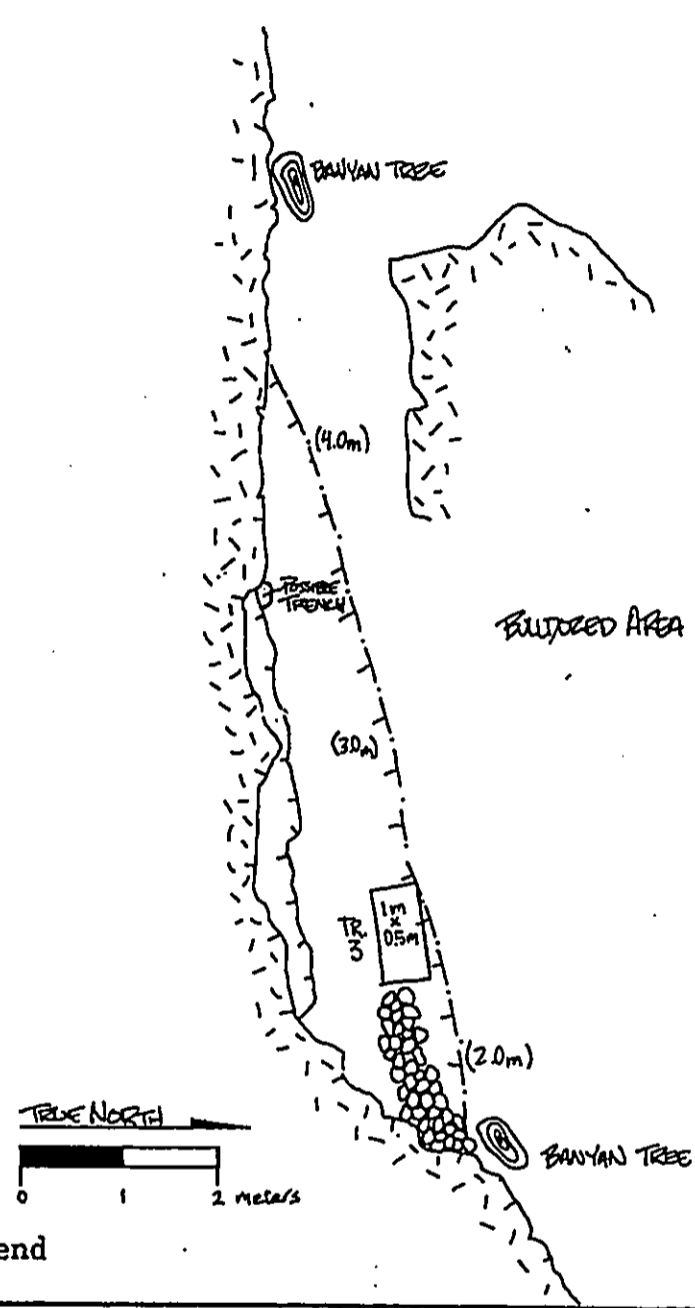 BANYAN TREE
(4.0m)
POSSIBLE
TRENCH
BULLDOZED AREA
(3.0m)
1m
x
0.5m
TR.
3
(2.0m)
TRUE NORTH
BANYAN TREE
0 1 2 meters
end